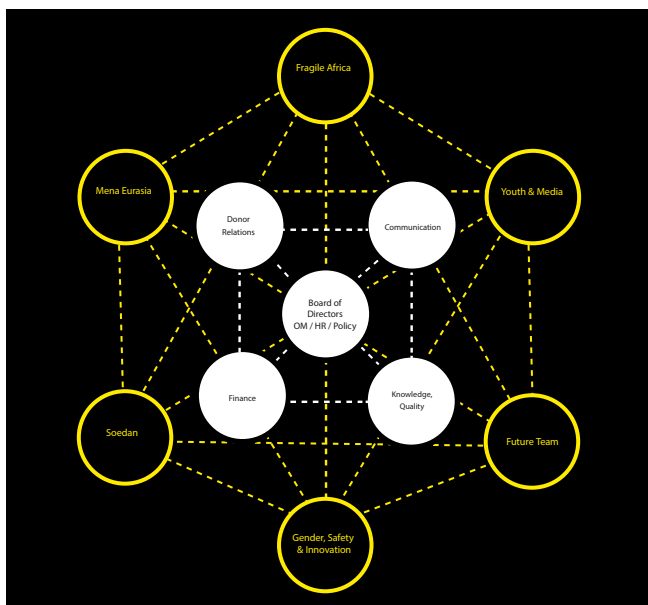 Fragile Africa
Mena Eurasia
Youth & Media
Donor
Relations
Communication
Board of
Directors
OM / HR / Policy
Finance
Knowledge,
Quality
Soedan
Future Team
Gender, Safety
& Innovation